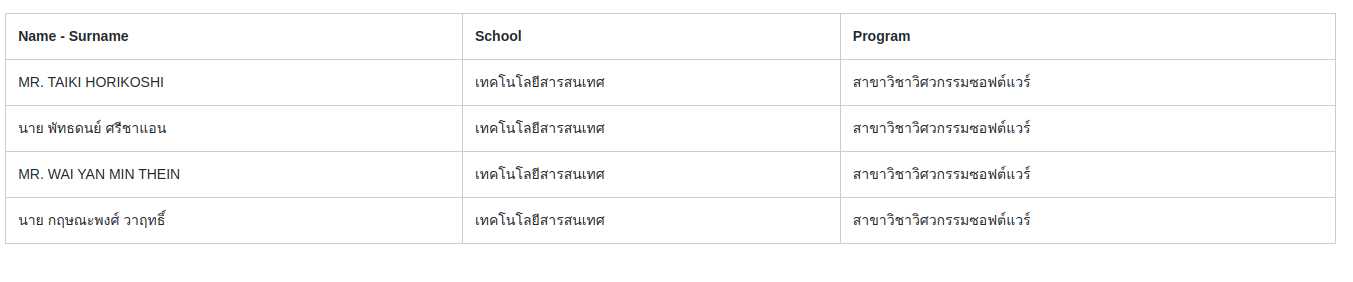 Name - Surname School Program
MR. TAIKI HORIKOSHI เทคโนโลยีสารสนเทศ สาขาวิชาวิศวกรรมซอฟต์แวร์
นาย พัทธดนย์ ศรีชาแอน เทคโนโลยีสารสนเทศ สาขาวิชาวิศวกรรมซอฟต์แวร์
MR. WAI YAN MIN THEIN เทคโนโลยีสารสนเทศ สาขาวิชาวิศวกรรมซอฟต์แวร์
นาย กฤษณะพงศ์ วาฤทธิ์ เทคโนโลยีสารสนเทศ สาขาวิชาวิศวกรรมซอฟต์แวร์